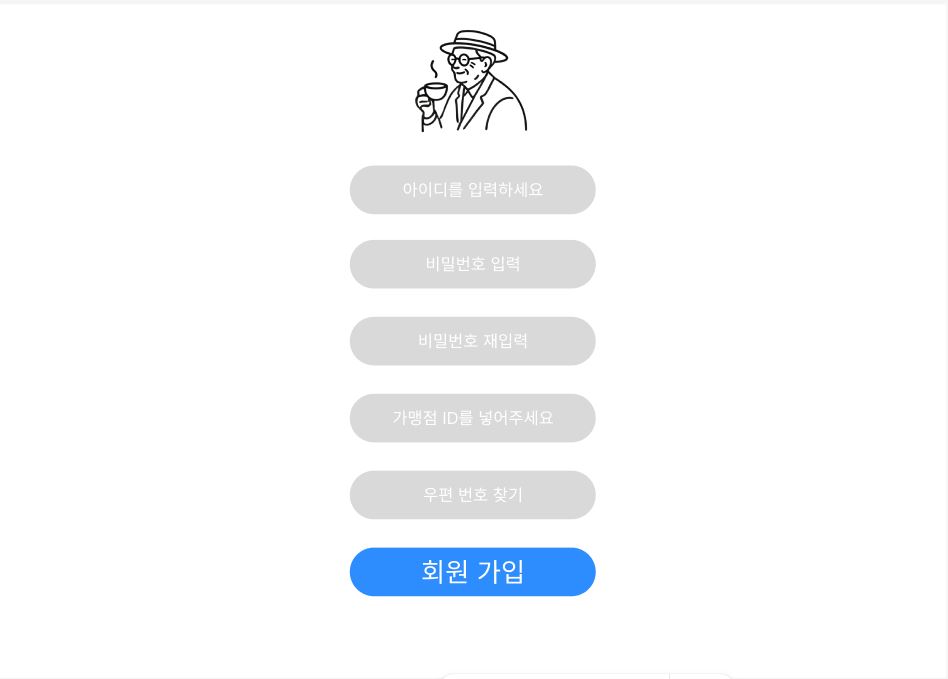 아이디를 입력하세요
비밀번호 입력
비밀번호 재입력
가맹점 ID를 넣어주세요
우편 번호 찾기
회원 가입